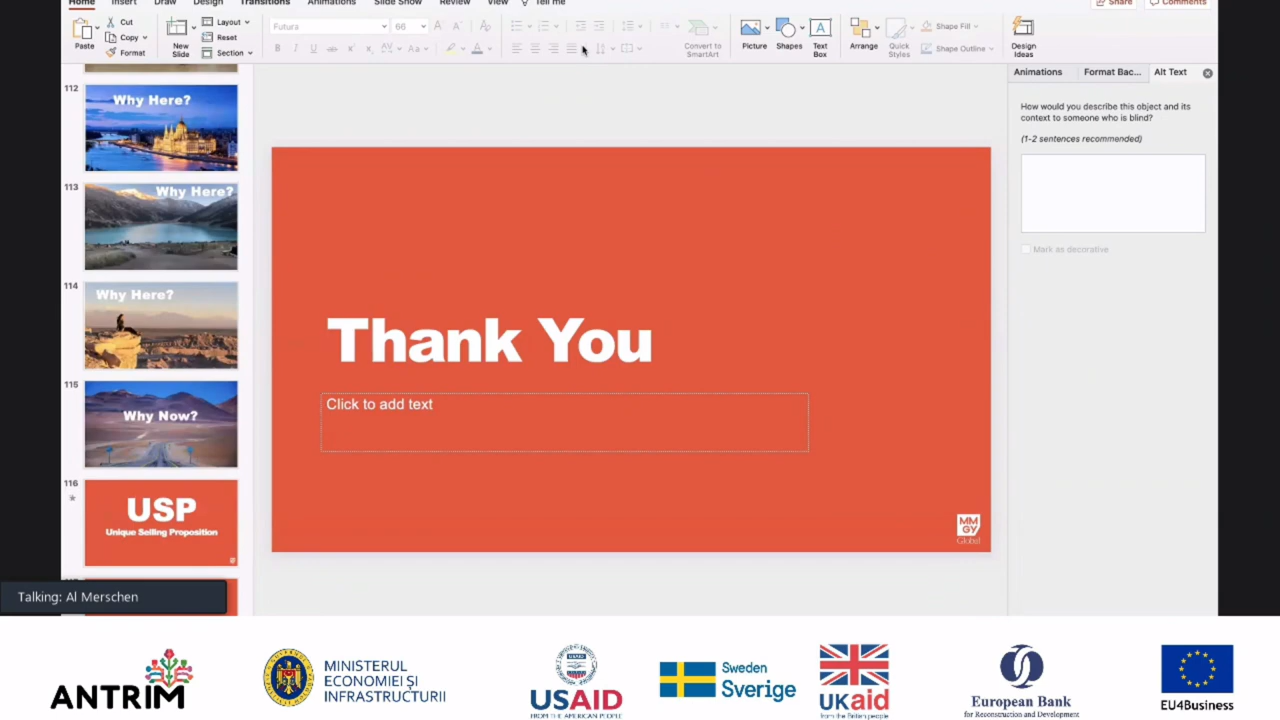 Home Insert Draw Design Transitions Animations Slide Show Review View Tell me Share Comments
Paste
Cut
Copy
Format
New Slide
Layout
Reset
Section
Futura 66
Convert to SmartArt
Picture
Shapes
Text Box
Arrange
Quick Styles
Shape Fill
Shape Outline
Design Ideas
112
Why Here?
113
Why Here?
114
Why Here?
115
Why Now?
116
USP
Unique Selling Proposition
Thank You
Click to add text
MM
GY
Global
Animations Format Bac... Alt Text
How would you describe this object and its
context to someone who is blind?
(1-2 sentences recommended)
Mark as decorative
Talking: Al Merschen
ANTRIM
MINISTERUL
ECONOMIEI ȘI
INFRASTRUCTURII
USAID
FROM THE AMERICAN PEOPLE
Sweden
Sverige
UKaid
from the British people
European Bank
for Reconstruction and Development
EU4Business